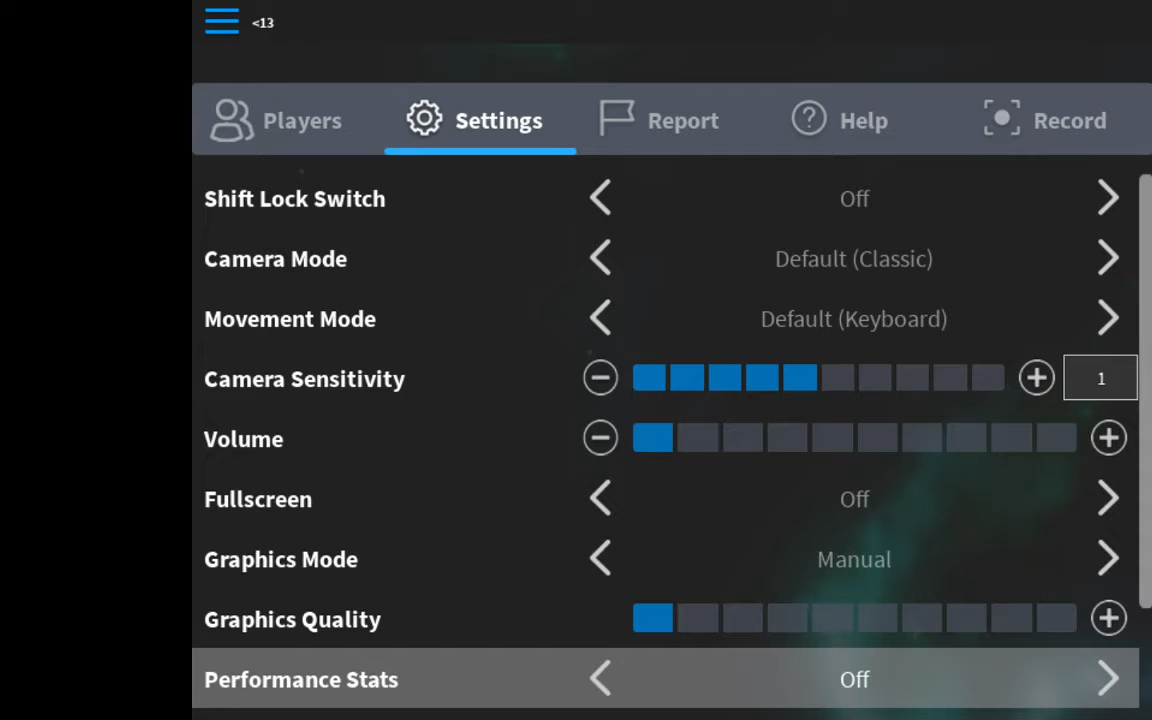 <13
Players Settings Report Help Record
Shift Lock Switch Off
Camera Mode Default (Classic)
Movement Mode Default (Keyboard)
Camera Sensitivity 1
Volume
Fullscreen Off
Graphics Mode Manual
Graphics Quality
Performance Stats Off